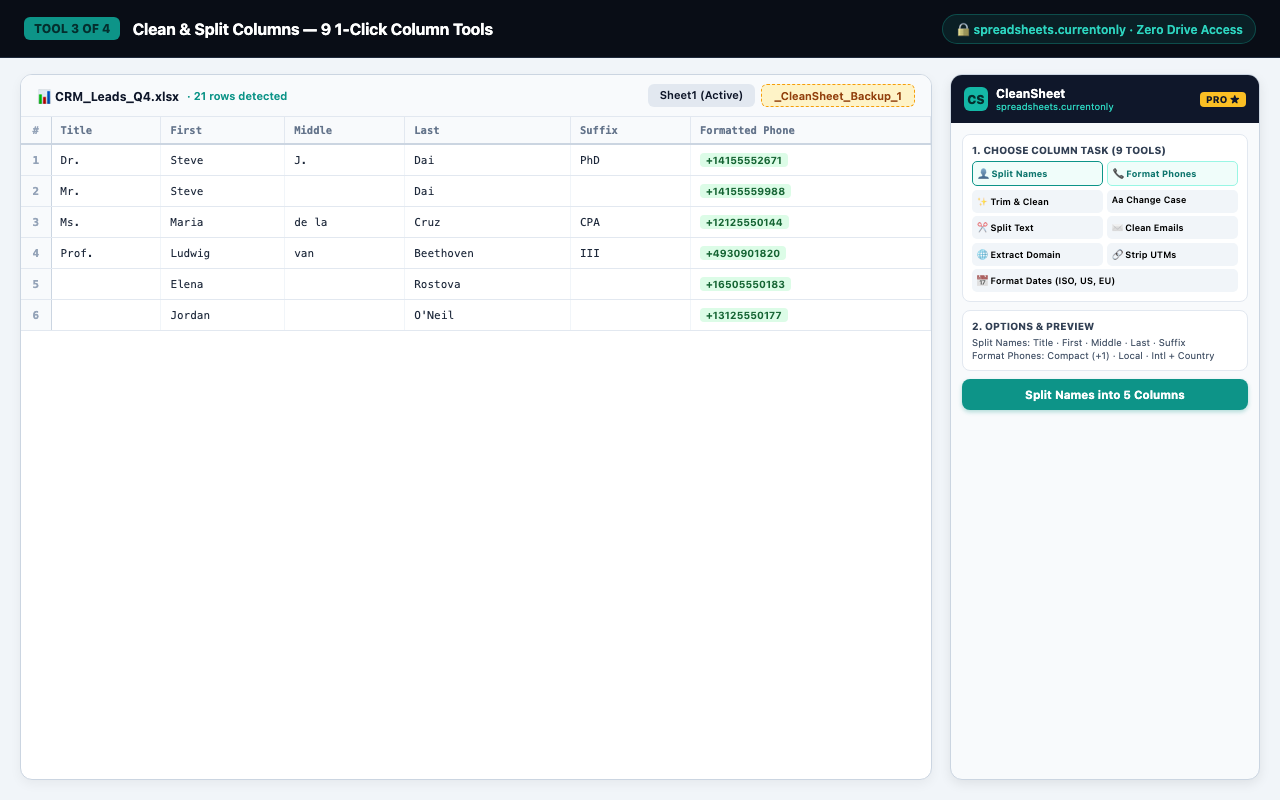 TOOL 3 OF 4 Clean & Split Columns — 9 1-Click Column Tools
spreadsheets.currentonly · Zero Drive Access
CRM_Leads_Q4.xlsx · 21 rows detected
Sheet1 (Active) _CleanSheet_Backup_1
# Title First Middle Last Suffix Formatted Phone
1 Dr. Steve J. Dai PhD +14155552671
2 Mr. Steve Dai +14155559988
3 Ms. Maria de la Cruz CPA +12125550144
4 Prof. Ludwig van Beethoven III +4930901820
5 Elena Rostova +16505550183
6 Jordan O'Neil +13125550177
CS CleanSheet
spreadsheets.currentonly
PRO ★
1. CHOOSE COLUMN TASK (9 TOOLS)
Split Names Format Phones
Trim & Clean Aa Change Case
Split Text Clean Emails
Extract Domain Strip UTMs
Format Dates (ISO, US, EU)
2. OPTIONS & PREVIEW
Split Names: Title · First · Middle · Last · Suffix
Format Phones: Compact (+1) · Local · Intl + Country
Split Names into 5 Columns